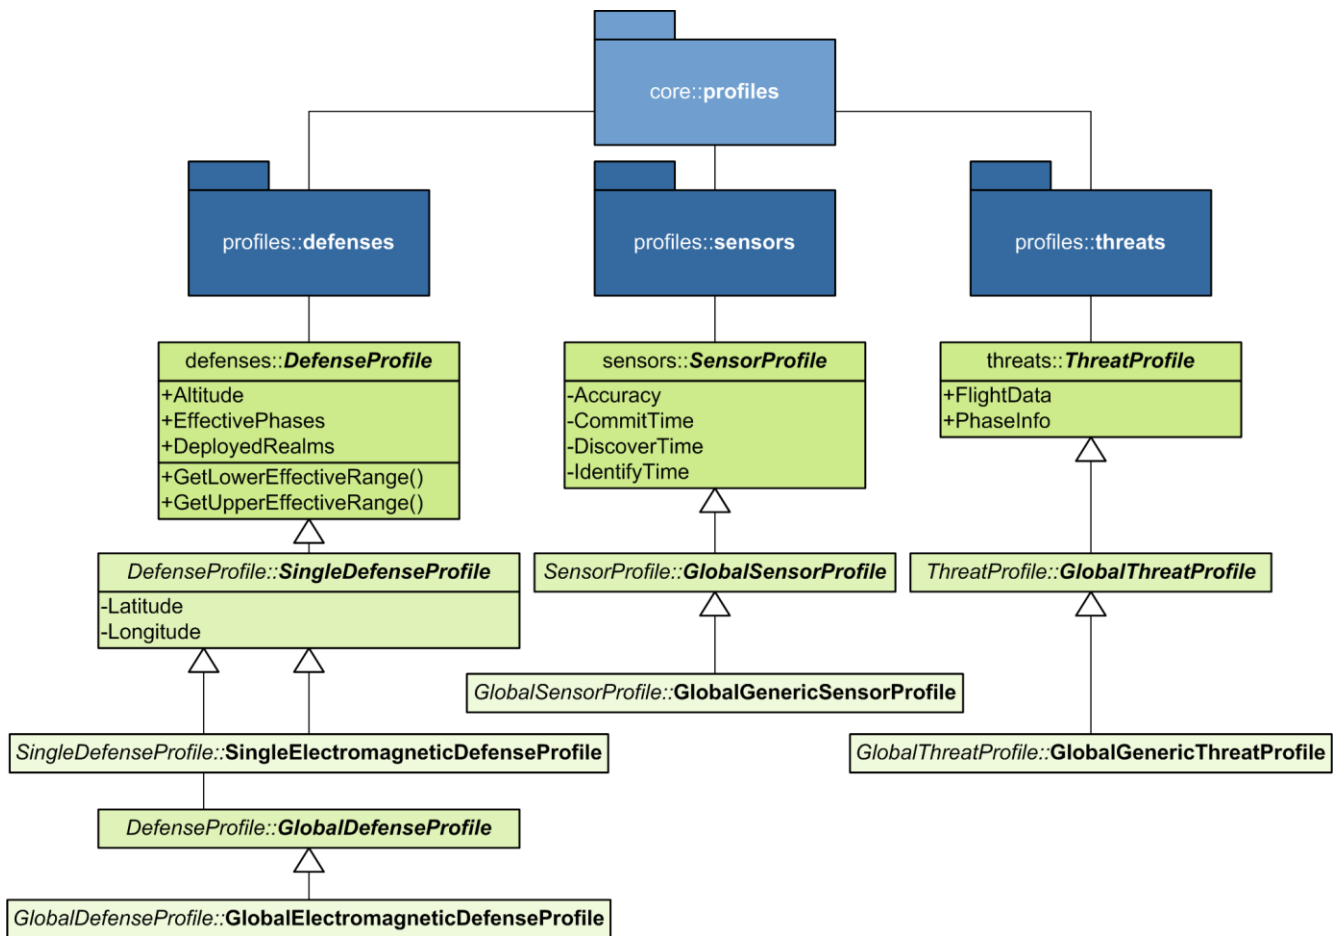 core::profiles
profiles::defenses
profiles::sensors
profiles::threats
defenses::DefenseProfile
+Altitude
+EffectivePhases
+DeployedRealms
+GetLowerEffectiveRange()
+GetUpperEffectiveRange()
sensors::SensorProfile
-Accuracy
-CommitTime
-DiscoverTime
-IdentifyTime
threats::ThreatProfile
+FlightData
+PhaseInfo
DefenseProfile::SingleDefenseProfile
-Latitude
-Longitude
SensorProfile::GlobalSensorProfile
ThreatProfile::GlobalThreatProfile
GlobalSensorProfile::GlobalGenericSensorProfile
SingleDefenseProfile::SingleElectromagneticDefenseProfile
GlobalThreatProfile::GlobalGenericThreatProfile
DefenseProfile::GlobalDefenseProfile
GlobalDefenseProfile::GlobalElectromagneticDefenseProfile